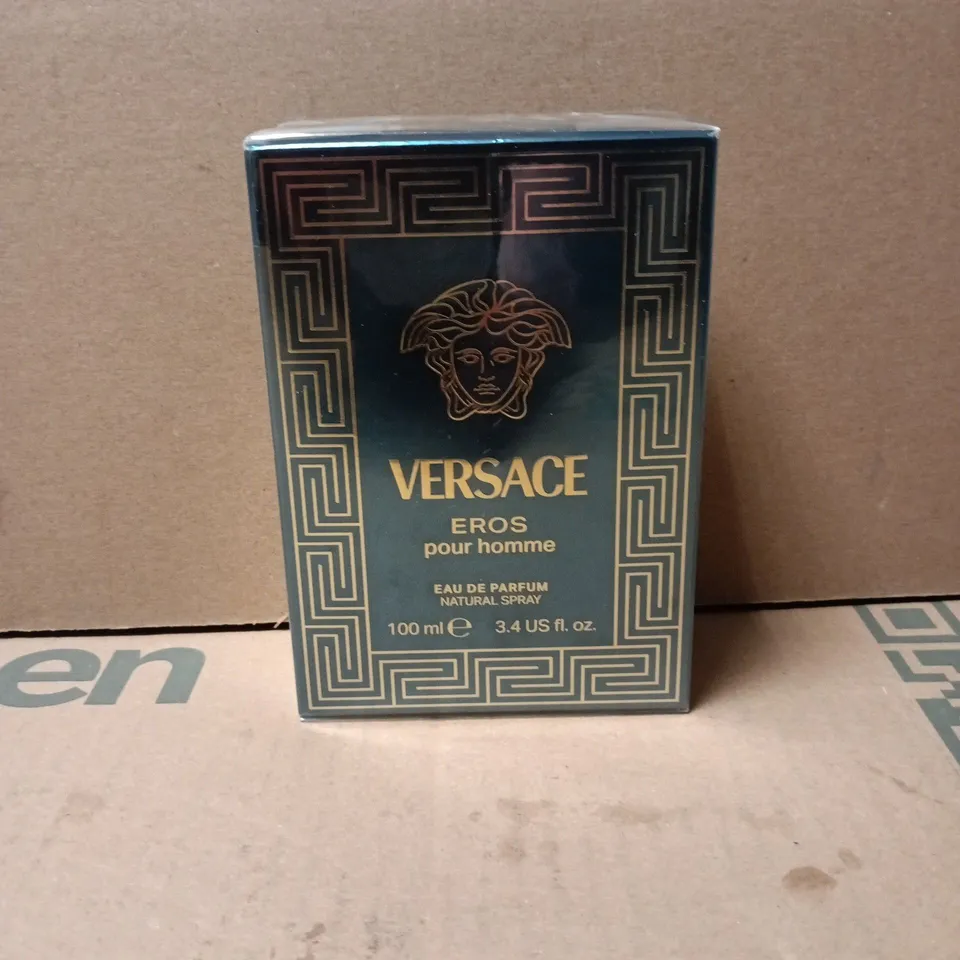 VERSACE
EROS
pour homme
EAU DE PARFUM
NATURAL SPRAY
100 ml ℮ 3.4 US fl. oz.
en